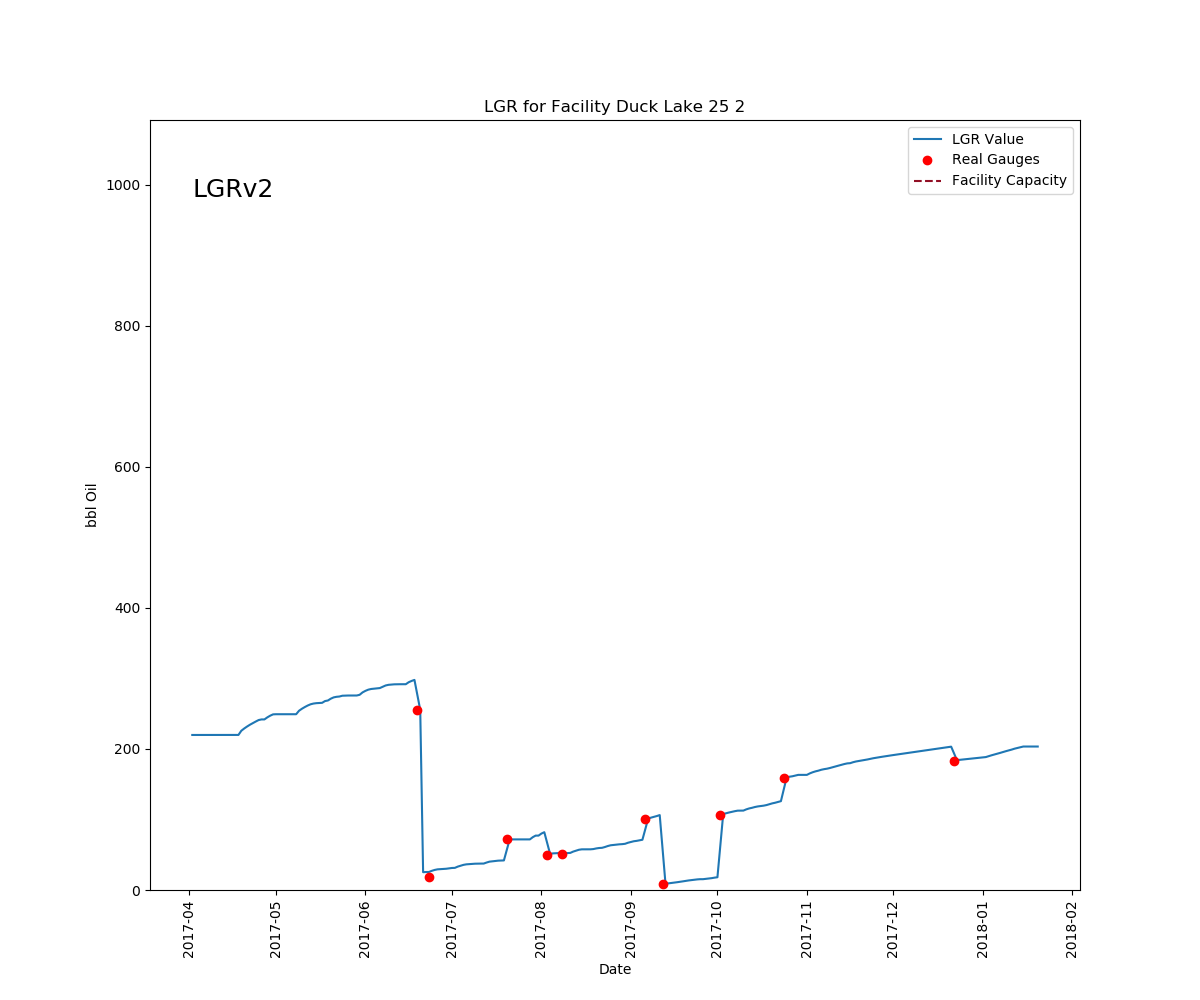 LGR for Facility Duck Lake 25 2
LGRv2
LGR Value
Real Gauges
Facility Capacity
1000
800
600
400
200
0
bbl Oil
2017-04
2017-05
2017-06
2017-07
2017-08
2017-09
2017-10
2017-11
2017-12
2018-01
2018-02
Date